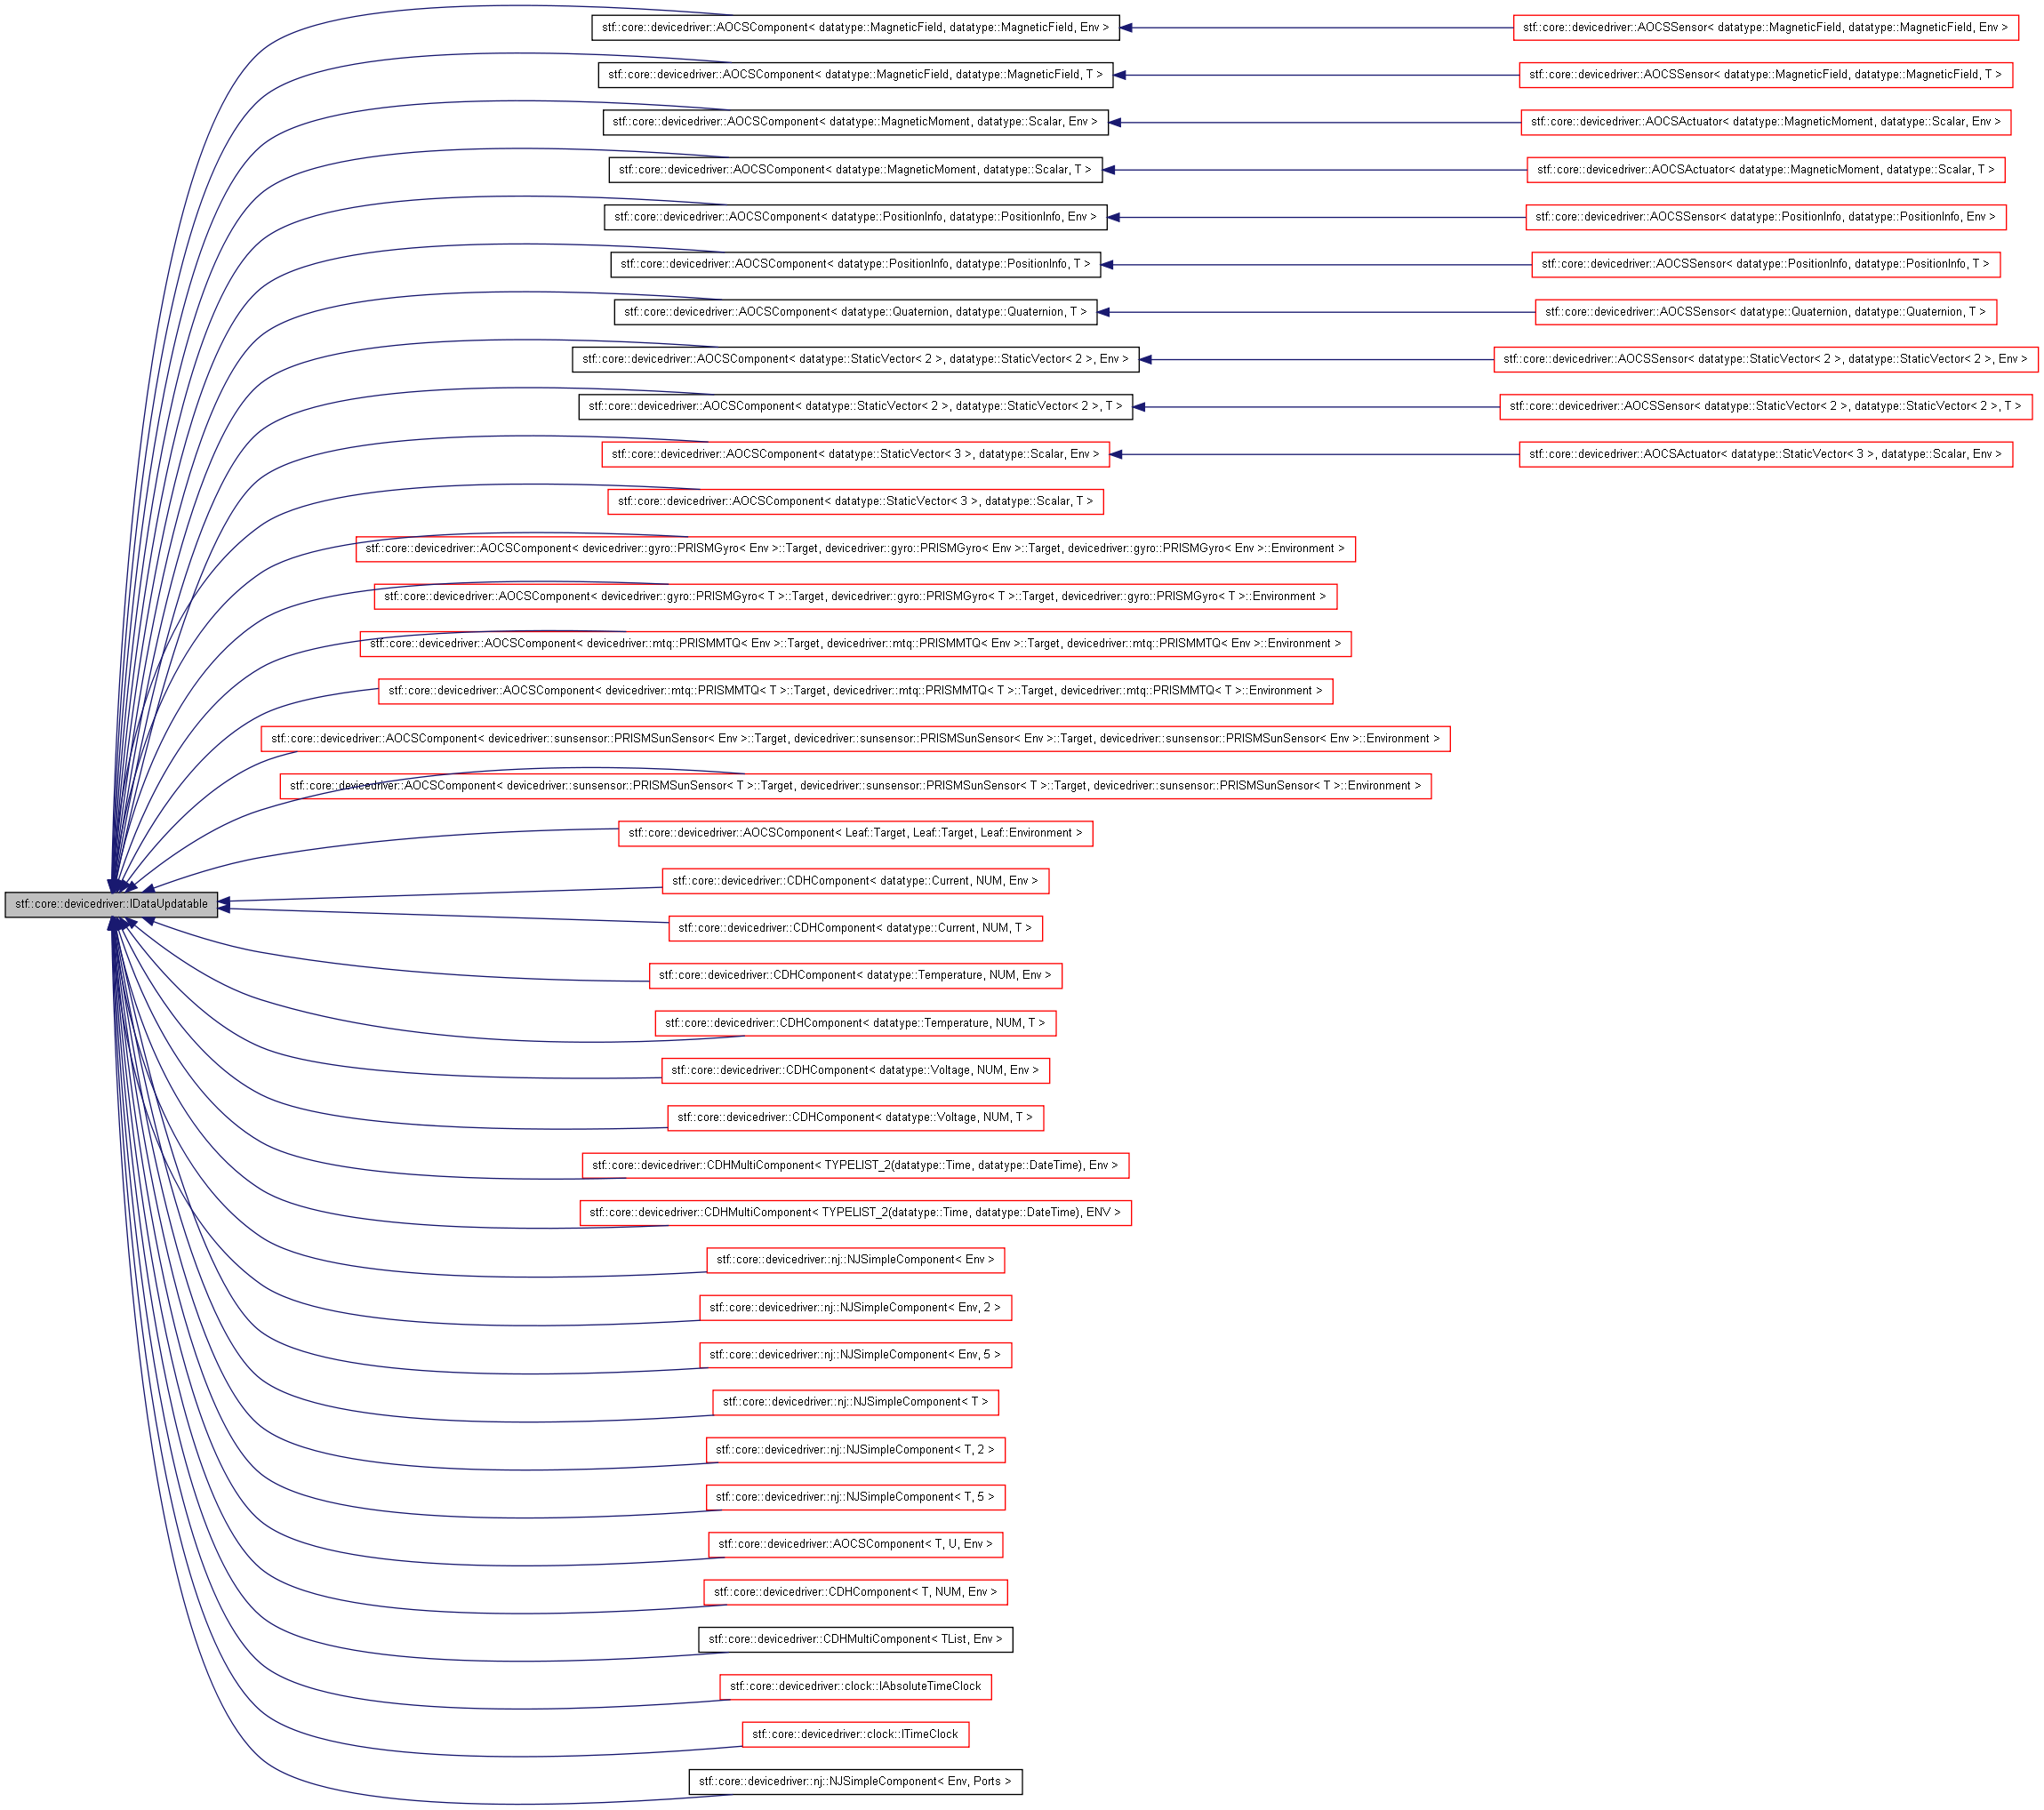 stf::core::devicedriver::AOCSComponent< datatype::MagneticField, datatype::MagneticField, Env >
stf::core::devicedriver::AOCSSensor< datatype::MagneticField, datatype::MagneticField, Env >
stf::core::devicedriver::AOCSComponent< datatype::MagneticField, datatype::MagneticField, T >
stf::core::devicedriver::AOCSSensor< datatype::MagneticField, datatype::MagneticField, T >
stf::core::devicedriver::AOCSComponent< datatype::MagneticMoment, datatype::Scalar, Env >
stf::core::devicedriver::AOCSActuator< datatype::MagneticMoment, datatype::Scalar, Env >
stf::core::devicedriver::AOCSComponent< datatype::MagneticMoment, datatype::Scalar, T >
stf::core::devicedriver::AOCSActuator< datatype::MagneticMoment, datatype::Scalar, T >
stf::core::devicedriver::AOCSComponent< datatype::PositionInfo, datatype::PositionInfo, Env >
stf::core::devicedriver::AOCSSensor< datatype::PositionInfo, datatype::PositionInfo, Env >
stf::core::devicedriver::AOCSComponent< datatype::PositionInfo, datatype::PositionInfo, T >
stf::core::devicedriver::AOCSSensor< datatype::PositionInfo, datatype::PositionInfo, T >
stf::core::devicedriver::AOCSComponent< datatype::Quaternion, datatype::Quaternion, T >
stf::core::devicedriver::AOCSSensor< datatype::Quaternion, datatype::Quaternion, T >
stf::core::devicedriver::AOCSComponent< datatype::StaticVector< 2 >, datatype::StaticVector< 2 >, Env >
stf::core::devicedriver::AOCSSensor< datatype::StaticVector< 2 >, datatype::StaticVector< 2 >, Env >
stf::core::devicedriver::AOCSComponent< datatype::StaticVector< 2 >, datatype::StaticVector< 2 >, T >
stf::core::devicedriver::AOCSSensor< datatype::StaticVector< 2 >, datatype::StaticVector< 2 >, T >
stf::core::devicedriver::AOCSComponent< datatype::StaticVector< 3 >, datatype::Scalar, Env >
stf::core::devicedriver::AOCSActuator< datatype::StaticVector< 3 >, datatype::Scalar, Env >
stf::core::devicedriver::AOCSComponent< datatype::StaticVector< 3 >, datatype::Scalar, T >
stf::core::devicedriver::AOCSComponent< devicedriver::gyro::PRISMGyro< Env >::Target, devicedriver::gyro::PRISMGyro< Env >::Target, devicedriver::gyro::PRISMGyro< Env >::Environment >
stf::core::devicedriver::AOCSComponent< devicedriver::gyro::PRISMGyro< T >::Target, devicedriver::gyro::PRISMGyro< T >::Target, devicedriver::gyro::PRISMGyro< T >::Environment >
stf::core::devicedriver::AOCSComponent< devicedriver::mtq::PRISMMTQ< Env >::Target, devicedriver::mtq::PRISMMTQ< Env >::Target, devicedriver::mtq::PRISMMTQ< Env >::Environment >
stf::core::devicedriver::AOCSComponent< devicedriver::mtq::PRISMMTQ< T >::Target, devicedriver::mtq::PRISMMTQ< T >::Target, devicedriver::mtq::PRISMMTQ< T >::Environment >
stf::core::devicedriver::AOCSComponent< devicedriver::sunsensor::PRISMSunSensor< Env >::Target, devicedriver::sunsensor::PRISMSunSensor< Env >::Target, devicedriver::sunsensor::PRISMSunSensor< Env >::Environment >
stf::core::devicedriver::AOCSComponent< devicedriver::sunsensor::PRISMSunSensor< T >::Target, devicedriver::sunsensor::PRISMSunSensor< T >::Target, devicedriver::sunsensor::PRISMSunSensor< T >::Environment >
stf::core::devicedriver::AOCSComponent< Leaf::Target, Leaf::Target, Leaf::Environment >
stf::core::devicedriver::CDHComponent< datatype::Current, NUM, Env >
stf::core::devicedriver::IDataUpdatable
stf::core::devicedriver::CDHComponent< datatype::Current, NUM, T >
stf::core::devicedriver::CDHComponent< datatype::Temperature, NUM, Env >
stf::core::devicedriver::CDHComponent< datatype::Temperature, NUM, T >
stf::core::devicedriver::CDHComponent< datatype::Voltage, NUM, Env >
stf::core::devicedriver::CDHComponent< datatype::Voltage, NUM, T >
stf::core::devicedriver::CDHMultiComponent< TYPELIST_2(datatype::Time, datatype::DateTime), Env >
stf::core::devicedriver::CDHMultiComponent< TYPELIST_2(datatype::Time, datatype::DateTime), ENV >
stf::core::devicedriver::nj::NJSimpleComponent< Env >
stf::core::devicedriver::nj::NJSimpleComponent< Env, 2 >
stf::core::devicedriver::nj::NJSimpleComponent< Env, 5 >
stf::core::devicedriver::nj::NJSimpleComponent< T >
stf::core::devicedriver::nj::NJSimpleComponent< T, 2 >
stf::core::devicedriver::nj::NJSimpleComponent< T, 5 >
stf::core::devicedriver::AOCSComponent< T, U, Env >
stf::core::devicedriver::CDHComponent< T, NUM, Env >
stf::core::devicedriver::CDHMultiComponent< TList, Env >
stf::core::devicedriver::clock::IAbsoluteTimeClock
stf::core::devicedriver::clock::ITimeClock
stf::core::devicedriver::nj::NJSimpleComponent< Env, Ports >